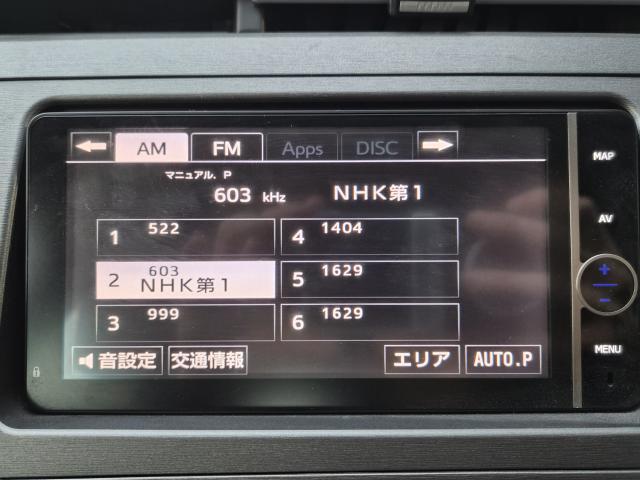 AM FM Apps DISC
マニュアル. P
603 kHz NHK第1
1 522
4 1404
2 603 NHK第1
5 1629
3 999
6 1629
音設定 交通情報 エリア AUTO.P
MAP
AV
+
−
MENU